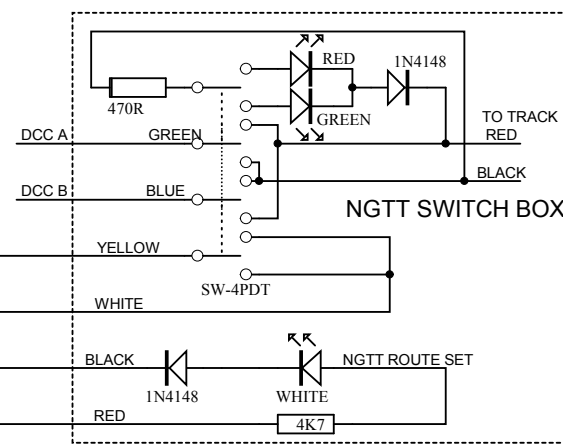 RED
1N4148
470R
GREEN
TO TRACK
DCC A
GREEN
RED
BLACK
DCC B
BLUE
NGTT SWITCH BOX
YELLOW
SW-4PDT
WHITE
BLACK
NGTT ROUTE SET
1N4148
WHITE
RED
4K7